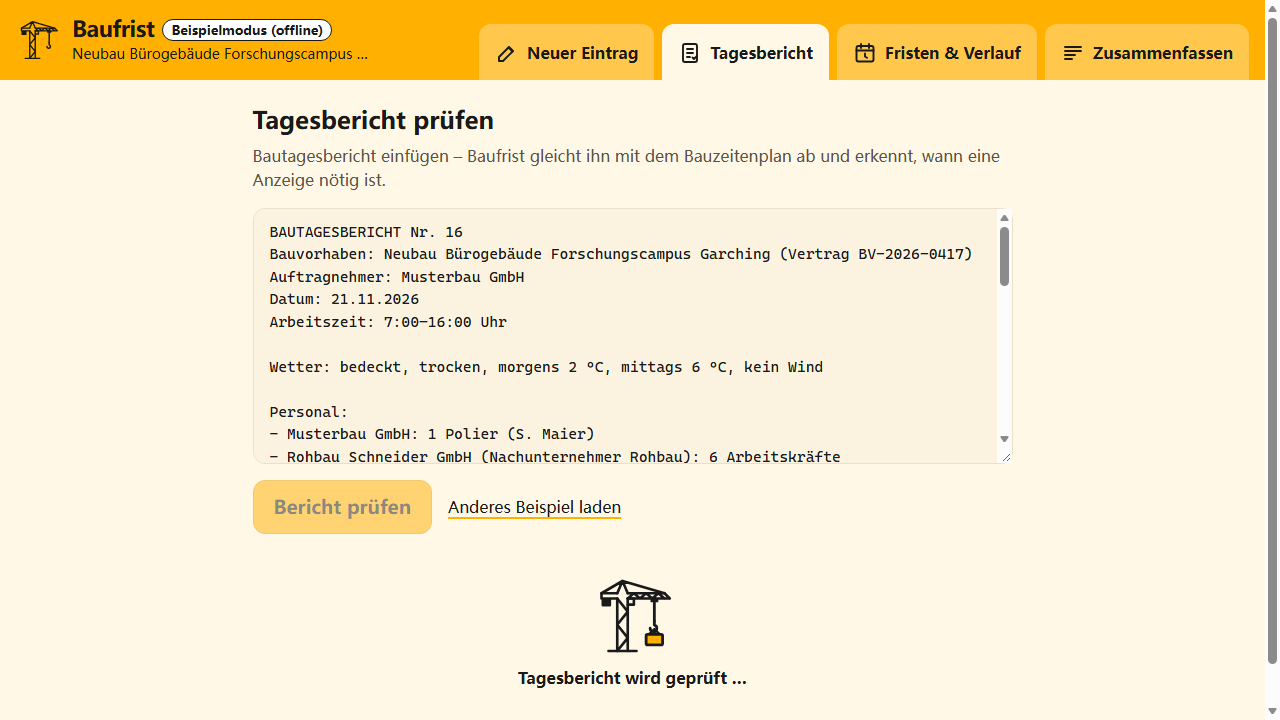 Baufrist
Beispielmodus (offline)
Neubau Bürogebäude Forschungscampus ...
Neuer Eintrag
Tagesbericht
Fristen & Verlauf
Zusammenfassen
Tagesbericht prüfen
Bautagesbericht einfügen – Baufrist gleicht ihn mit dem Bauzeitenplan ab und erkennt, wann eine
Anzeige nötig ist.
BAUTAGESBERICHT Nr. 16
Bauvorhaben: Neubau Bürogebäude Forschungscampus Garching (Vertrag BV-2026-0417)
Auftragnehmer: Musterbau GmbH
Datum: 21.11.2026
Arbeitszeit: 7:00–16:00 Uhr
Wetter: bedeckt, trocken, morgens 2 °C, mittags 6 °C, kein Wind
Personal:
- Musterbau GmbH: 1 Polier (S. Maier)
- Rohbau Schneider GmbH (Nachunternehmer Rohbau): 6 Arbeitskräfte
Bericht prüfen
Anderes Beispiel laden
Tagesbericht wird geprüft ...